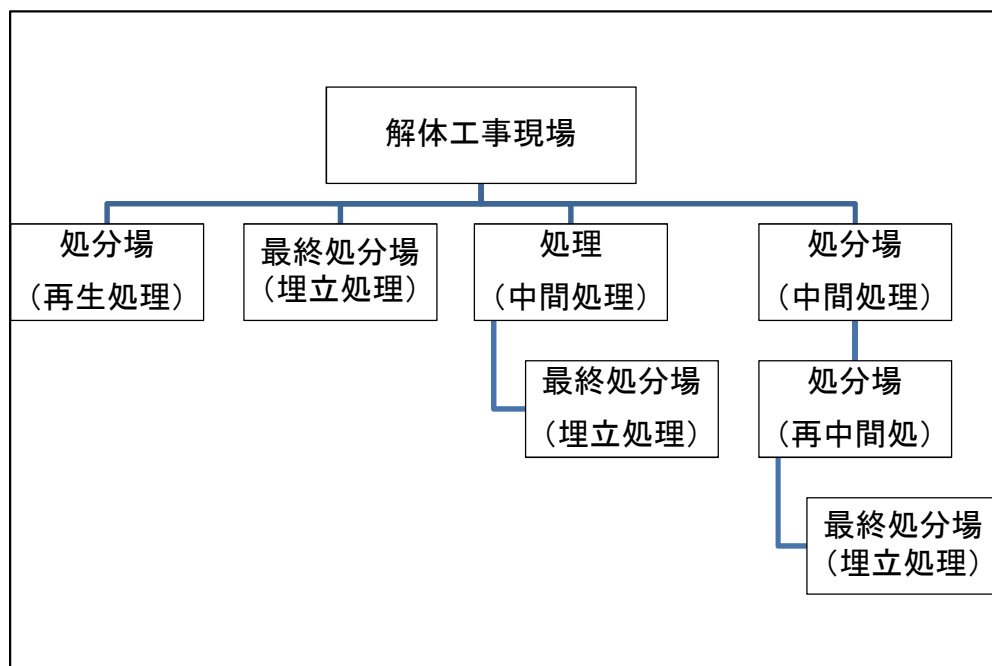 解体工事現場
処分場
（再生処理）
最終処分場
（埋立処理）
処理
（中間処理）
処分場
（中間処理）
最終処分場
（埋立処理）
処分場
（再中間処）
最終処分場
（埋立処理）